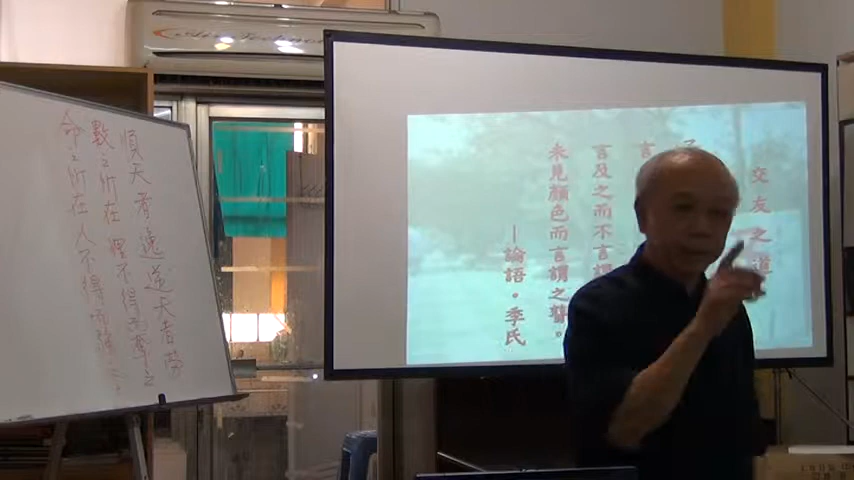 順天者逸 逆天者勞
數之所在 理不得而奪之
命之所在 人不得而強之
交友之道
言
言及之而不言謂
未見顏色而言謂之瞽。
—論語。季氏